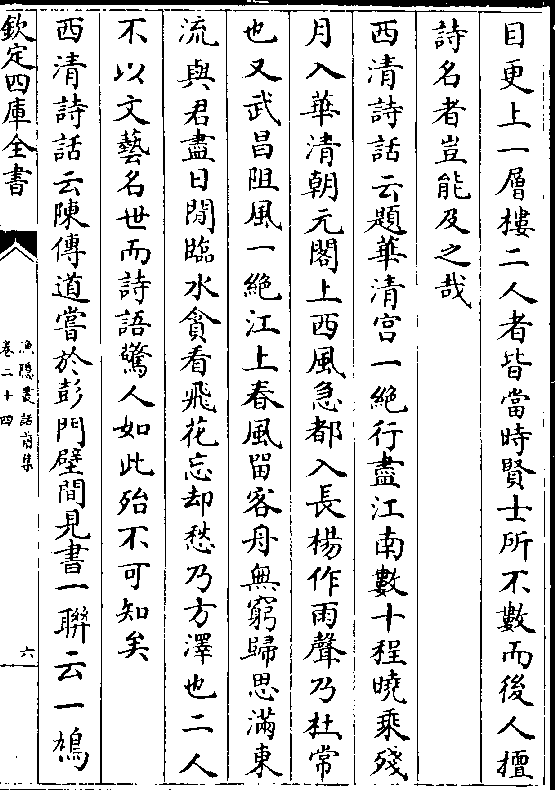 目更上一層樓二人者皆當時賢士所不數而後人擅
詩名者豈能及之哉
西清詩話云題華清宮一絶行盡江南數十程曉乘殘
月入華清朝元閣上西風急都入長楊作雨聲乃杜常
也又武昌阻風一絶江上春風留客舟無窮歸思滿東
流與君盡日閒臨水貪看飛花忘却愁乃方澤也二人
不以文藝名世而詩語驚人如此殆不可知矣
西清詩話云陳傳道嘗於彭門壁間見書一聯云一鳩
欽定四庫全書
漁隱叢話前集
卷二十四
六